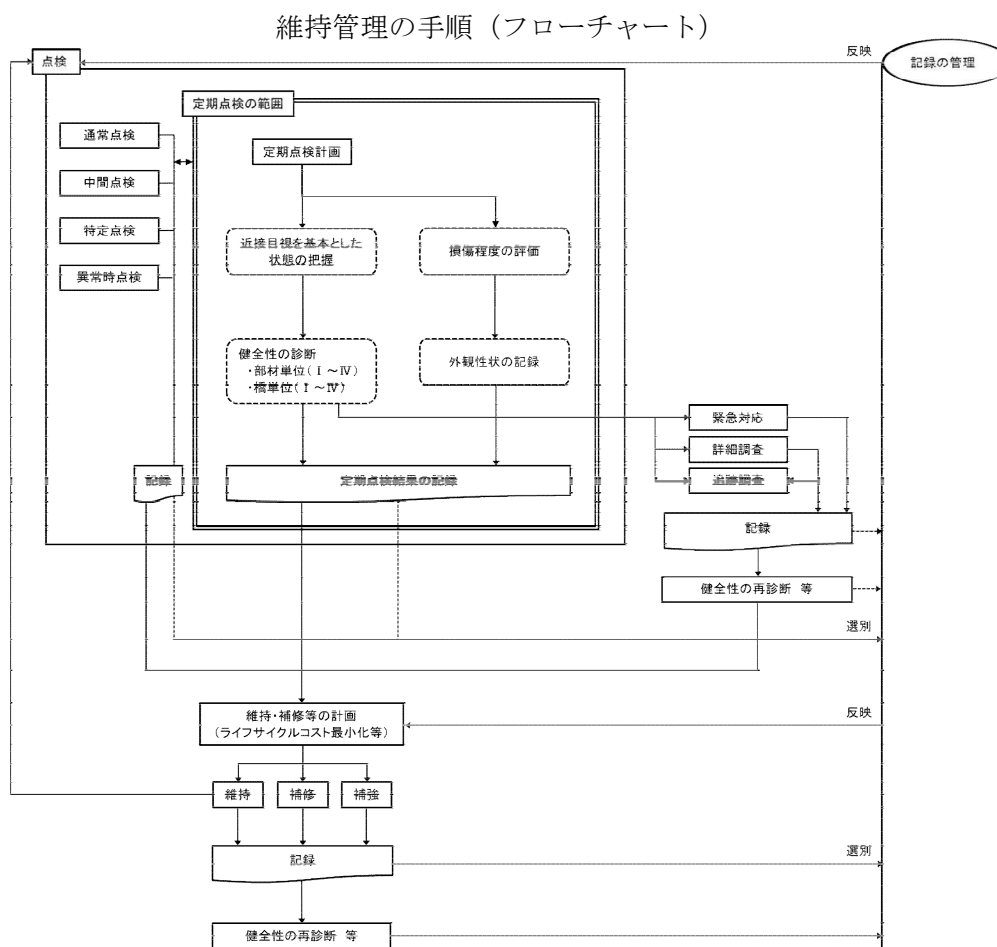 維持管理の手順（フローチャート）
点検
反映
記録の管理
定期点検の範囲
通常点検
定期点検計画
中間点検
特定点検
近接目視を基本とした
状態の把握
損傷程度の評価
異常時点検
健全性の診断
・部材単位（Ⅰ～Ⅳ）
・橋単位（Ⅰ～Ⅳ）
外観性状の記録
緊急対応
詳細調査
追跡調査
記録
定期点検結果の記録
記録
健全性の再診断 等
選別
維持・補修等の計画
（ライフサイクルコスト最小化等）
反映
維持
補修
補強
記録
選別
健全性の再診断 等